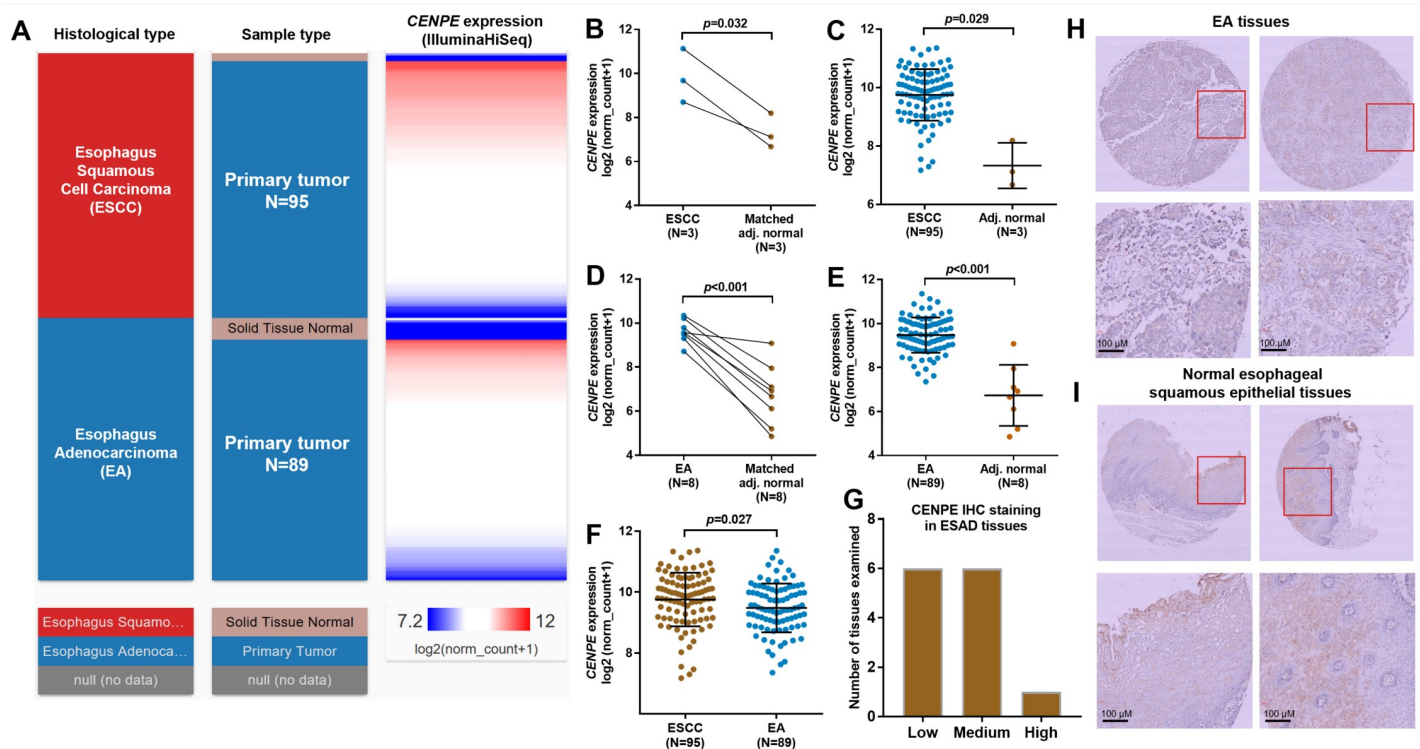 A
Histological type
Sample type
CENPE expression
(IlluminaHiSeq)
Esophagus
Squamous
Cell Carcinoma
(ESCC)
Primary tumor
N=95
Solid Tissue Normal
Esophagus
Adenocarcinoma
(EA)
Primary tumor
N=89
Esophagus Squamo...
Solid Tissue Normal
Esophagus Adenoca...
Primary Tumor
null (no data)
null (no data)
7.2
12
log2(norm_count+1)
B
p=0.032
CENPE expression
log2 (norm_count+1)
12
10
8
6
4
ESCC
(N=3)
Matched
adj. normal
(N=3)
C
p=0.029
CENPE expression
log2 (norm_count+1)
12
10
8
6
ESCC
(N=95)
Adj. normal
(N=3)
D
p<0.001
CENPE expression
log2 (norm_count+1)
12
10
8
6
4
EA
(N=8)
Matched
adj. normal
(N=8)
E
p<0.001
CENPE expression
log2 (norm_count+1)
12
10
8
6
4
EA
(N=89)
Adj. normal
(N=8)
F
p=0.027
CENPE expression
log2 (norm_count+1)
12
10
8
ESCC
(N=95)
EA
(N=89)
G
CENPE IHC staining
in ESAD tissues
Number of tissues examined
8
6
4
2
0
Low
Medium
High
H
EA tissues
100 µM
100 µM
I
Normal esophageal
squamous epithelial tissues
100 µM
100 µM